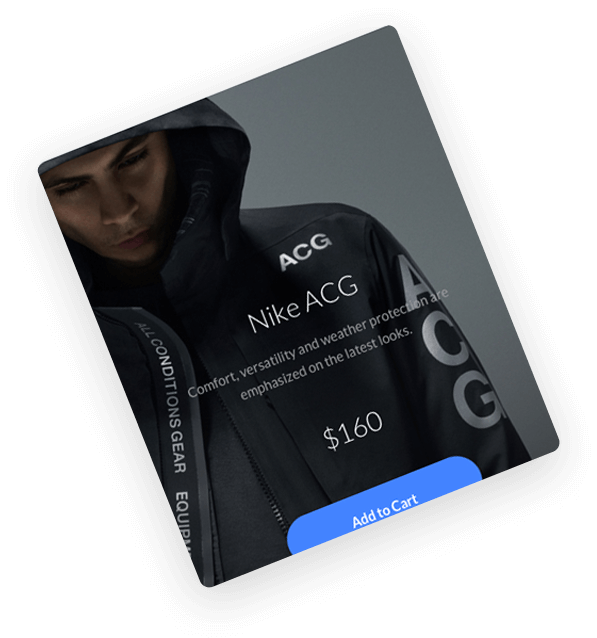 ACG
Nike ACG
Comfort, versatility and weather protection are
emphasized on the latest looks.
$160
Add to Cart
ACG
ALL CONDITIONS GEAR
EQUIPM